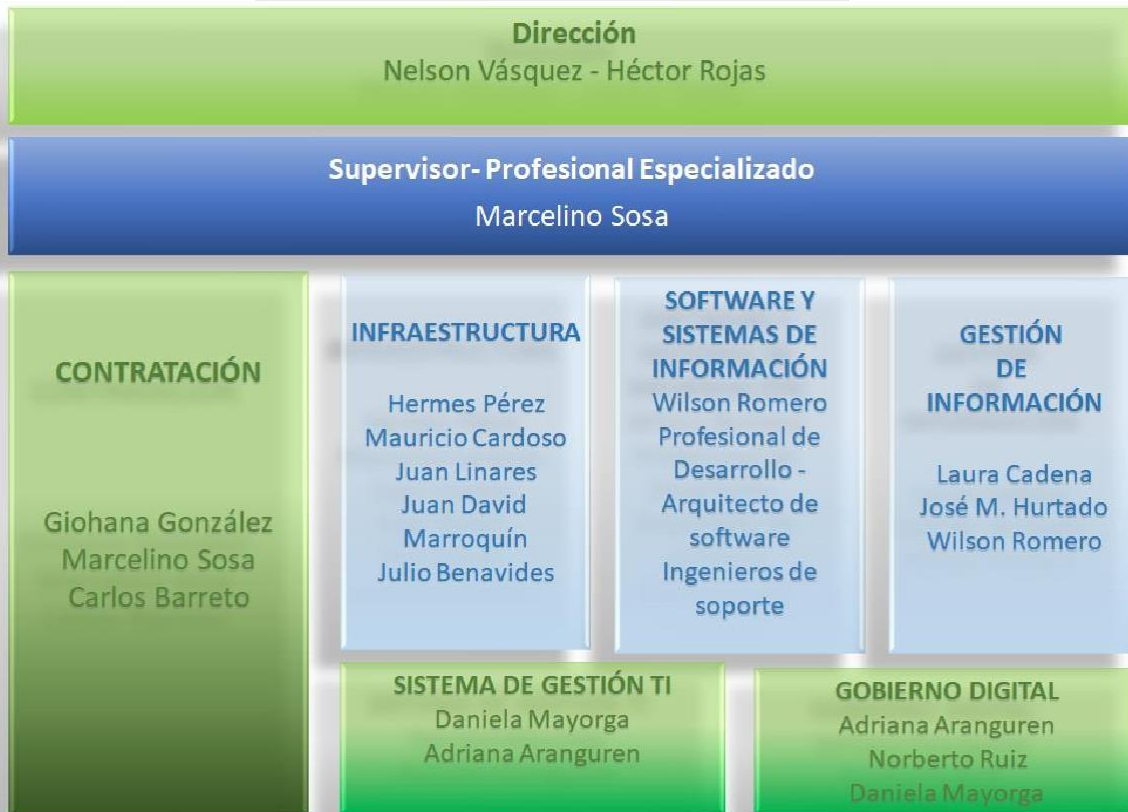 Dirección
Nelson Vásquez - Héctor Rojas
Supervisor- Profesional Especializado
Marcelino Sosa
CONTRATACIÓN
Giohana González
Marcelino Sosa
Carlos Barreto
INFRAESTRUCTURA
Hermes Pérez
Mauricio Cardoso
Juan Linares
Juan David
Marroquín
Julio Benavides
SOFTWARE Y
SISTEMAS DE
INFORMACIÓN
Wilson Romero
Profesional de
Desarrollo -
Arquitecto de
software
Ingenieros de
soporte
GESTIÓN
DE
INFORMACIÓN
Laura Cadena
José M. Hurtado
Wilson Romero
SISTEMA DE GESTIÓN TI
Daniela Mayorga
Adriana Aranguren
GOBIERNO DIGITAL
Adriana Aranguren
Norberto Ruiz
Daniela Mayorga